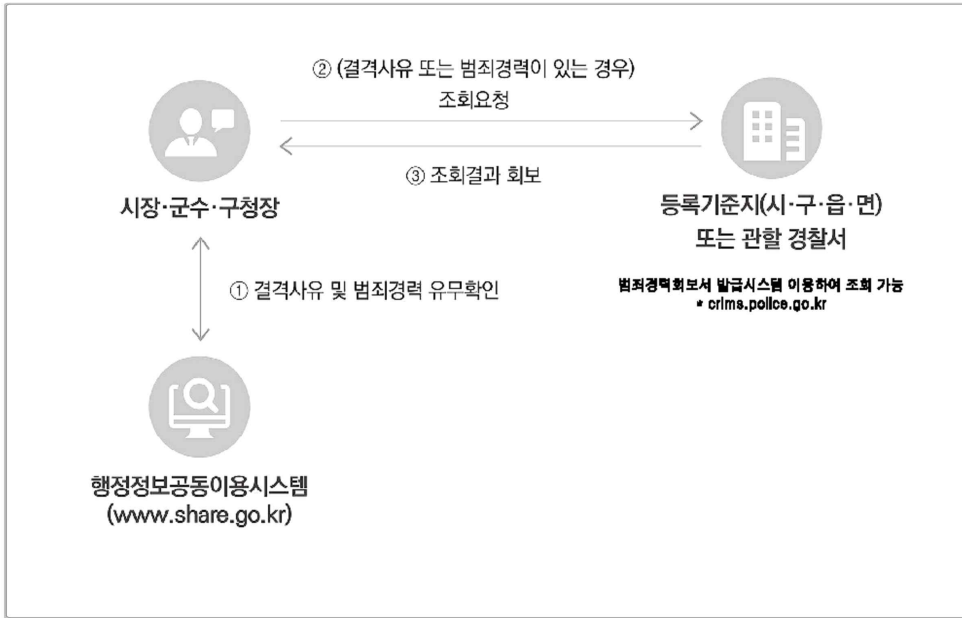 ② (결격사유 또는 범죄경력이 있는 경우)
조회요청
③ 조회결과 회보
시장·군수·구청장
등록기준지(시·구·읍·면)
또는 관할 경찰서
① 결격사유 및 범죄경력 유무확인
범죄경력회보서 발급시스템 이용하여 조회 가능
* crims.police.go.kr
행정정보공동이용시스템
(www.share.go.kr)